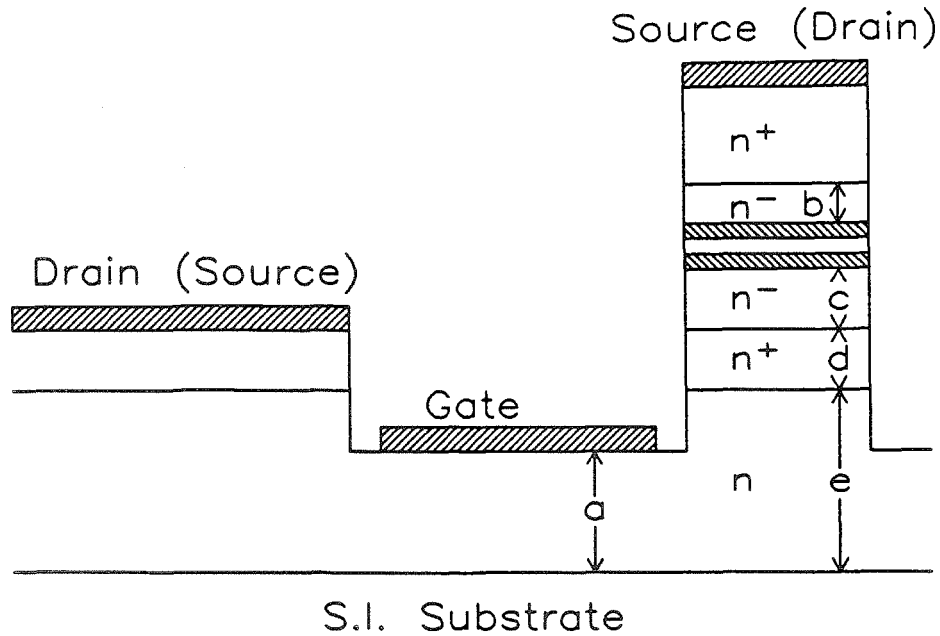 Source (Drain)
n+
n− b
Drain (Source)
n− c
n+ d
Gate
a
n
e
S.I. Substrate